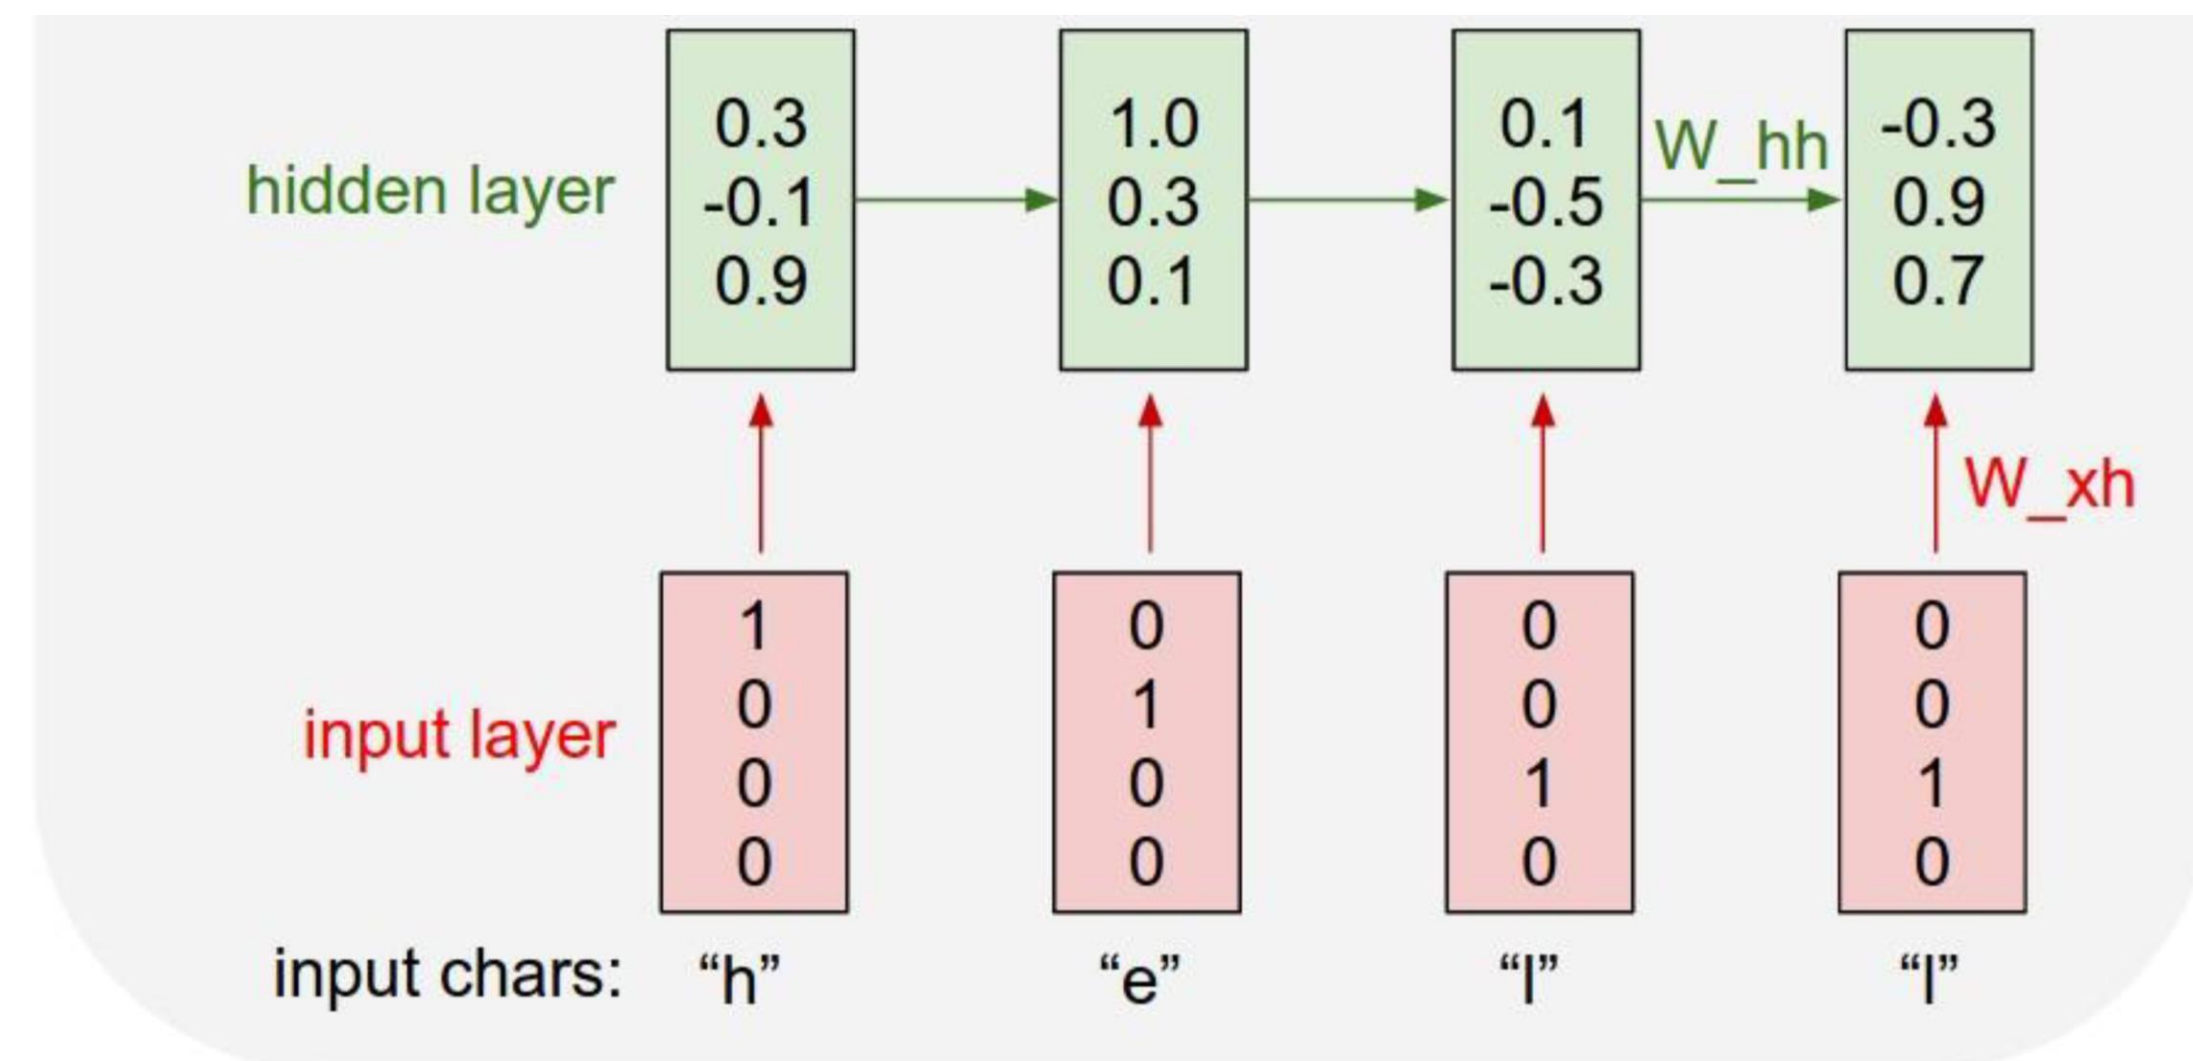 0.3 1.0 0.1 W_hh -0.3
hidden layer -0.1 0.3 -0.5 0.9
0.9 0.1 -0.3 0.7
W_xh
1 0 0 0
0 1 0 0
input layer
0 0 1 1
0 0 0 0
input chars: “h” “e” “l” “l”